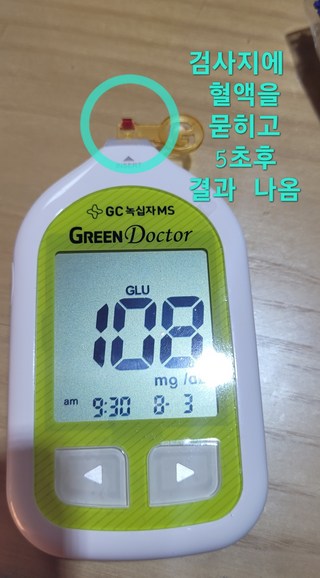 검사지에
혈액을
묻히고
5초후
결과 나옴
GC 녹십자MS
GREEN Doctor
GLU
108
mg/dL
am 9:30 8- 3